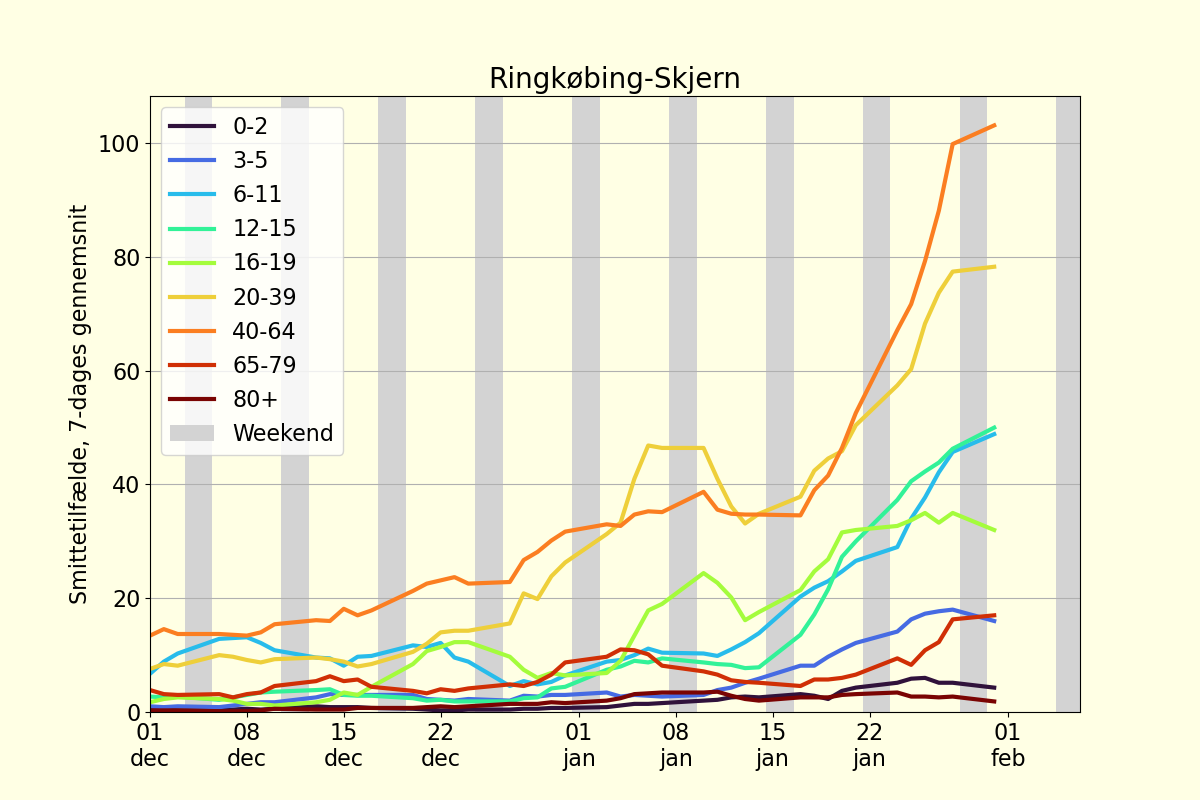 Ringkøbing-Skjern
Smittetilfælde, 7-dages gennemsnit
100
80
60
40
20
0
0-2
3-5
6-11
12-15
16-19
20-39
40-64
65-79
80+
Weekend
01 dec
08 dec
15 dec
22 dec
01 jan
08 jan
15 jan
22 jan
01 feb